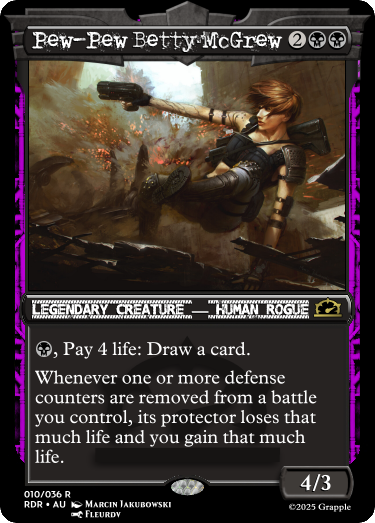 Pew-Pew Betty McGrew 2
LEGENDARY CREATURE — HUMAN ROGUE
, Pay 4 life: Draw a card.
Whenever one or more defense
counters are removed from a battle
you control, its protector loses that
much life and you gain that much
life.
4/3
010/036 R
RDR • AU Marcin Jakubowski
Fleurdv
©2025 Grapple